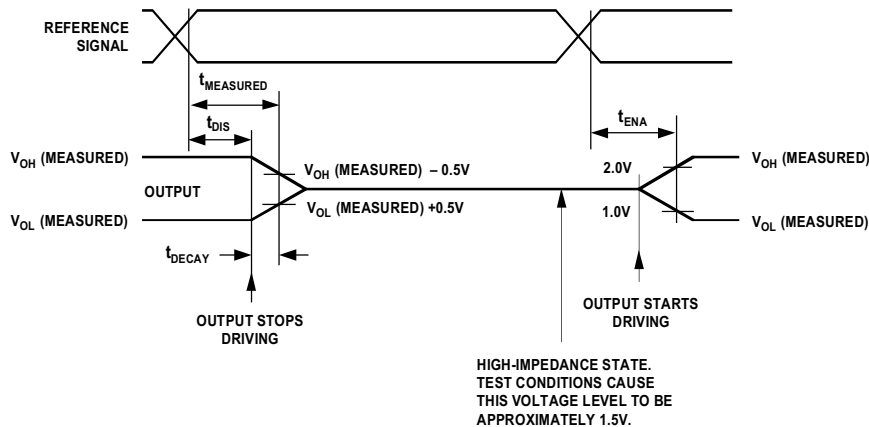 REFERENCE
SIGNAL
tMEASURED
tDIS
tENA
VOH (MEASURED)
VOH (MEASURED) – 0.5V
2.0V
VOH (MEASURED)
OUTPUT
VOL (MEASURED)
VOL (MEASURED) +0.5V
1.0V
VOL (MEASURED)
tDECAY
OUTPUT STOPS
DRIVING
OUTPUT STARTS
DRIVING
HIGH-IMPEDANCE STATE.
TEST CONDITIONS CAUSE
THIS VOLTAGE LEVEL TO BE
APPROXIMATELY 1.5V.